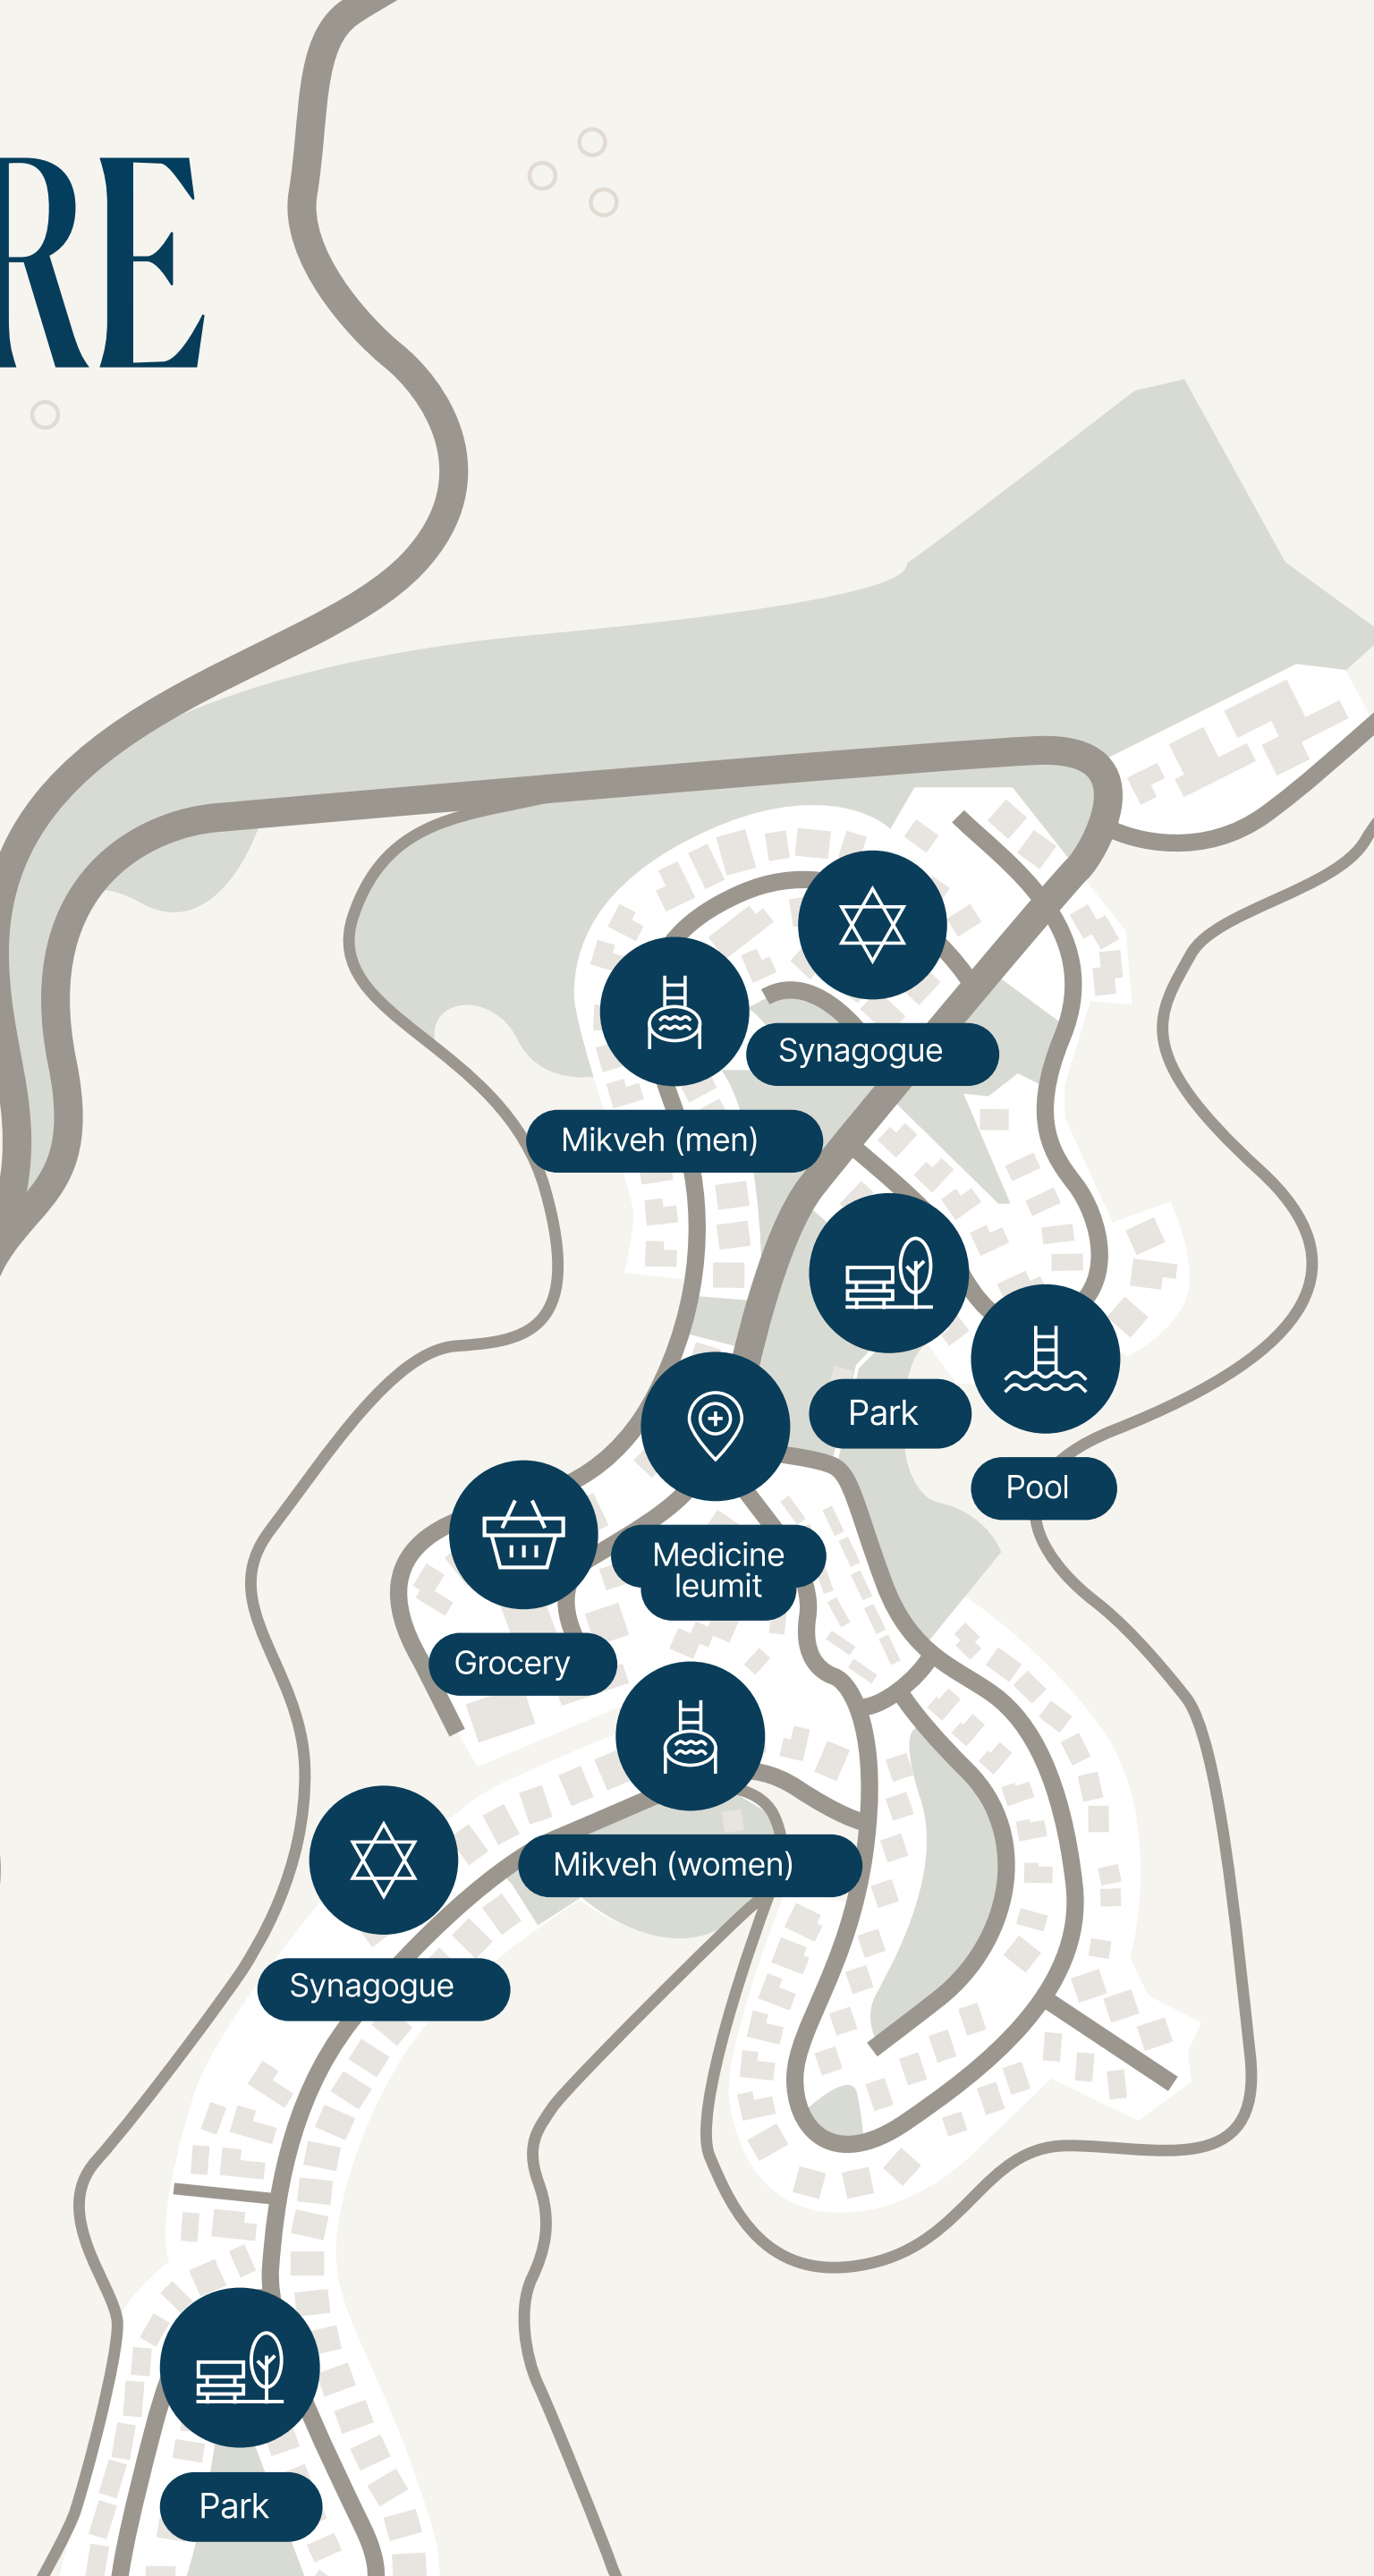 RE
Synagogue
Mikveh (men)
Park
Pool
Medicine
leumit
Grocery
Mikveh (women)
Synagogue
Park